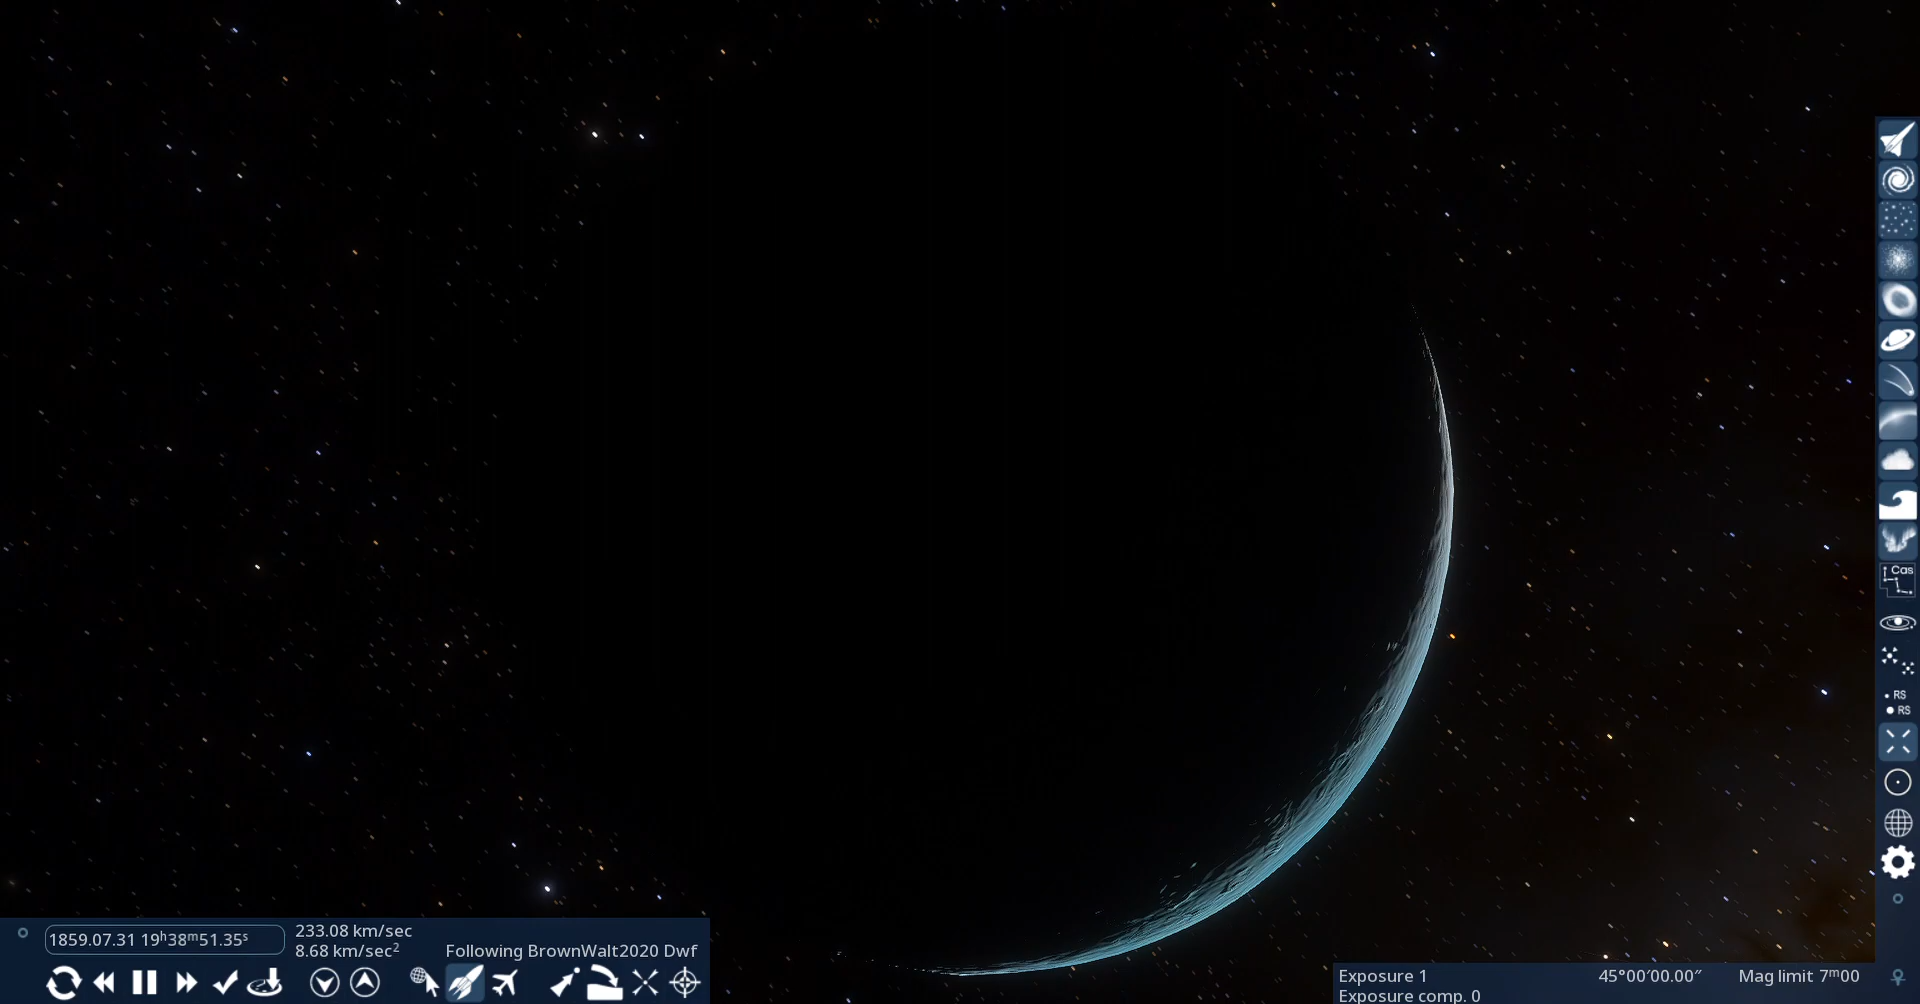 Cas
RS
RS
1859.07.31 19ʰ38ᵐ51.35ˢ
233.08 km/sec
8.68 km/sec²
Following BrownWalt2020 Dwf
Exposure 1
45°00′00.00″
Mag limit 7ᵐ00
Exposure comp. 0